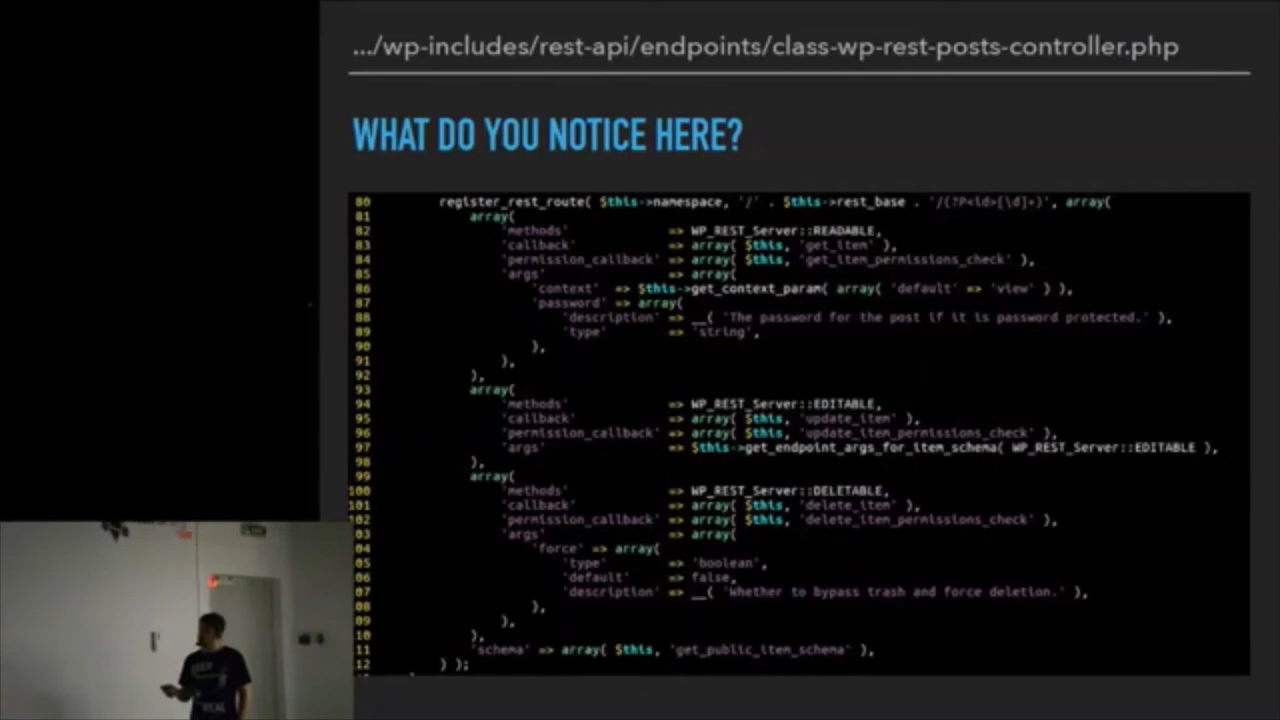 .../wp-includes/rest-api/endpoints/class-wp-rest-posts-controller.php
WHAT DO YOU NOTICE HERE?
80 register_rest_route( $this->namespace, '/' . $this->rest_base . '/(?P<id>[\d]+)', array(
81 array(
82 'methods' => WP_REST_Server::READABLE,
83 'callback' => array( $this, 'get_item' ),
84 'permission_callback' => array( $this, 'get_item_permissions_check' ),
85 'args' => array(
86 'context' => $this->get_context_param( array( 'default' => 'view' ) ),
87 'password' => array(
88 'description' => __( 'The password for the post if it is password protected.' ),
89 'type' => 'string',
90 ),
91 ),
92 ),
93 array(
94 'methods' => WP_REST_Server::EDITABLE,
95 'callback' => array( $this, 'update_item' ),
96 'permission_callback' => array( $this, 'update_item_permissions_check' ),
97 'args' => $this->get_endpoint_args_for_item_schema( WP_REST_Server::EDITABLE ),
98 ),
99 array(
100 'methods' => WP_REST_Server::DELETABLE,
101 'callback' => array( $this, 'delete_item' ),
102 'permission_callback' => array( $this, 'delete_item_permissions_check' ),
03 'args' => array(
04 'force' => array(
05 'type' => 'boolean',
06 'default' => false,
07 'description' => __( 'Whether to bypass trash and force deletion.' ),
08 ),
09 ),
10 ),
11 'schema' => array( $this, 'get_public_item_schema' ),
12 ) );